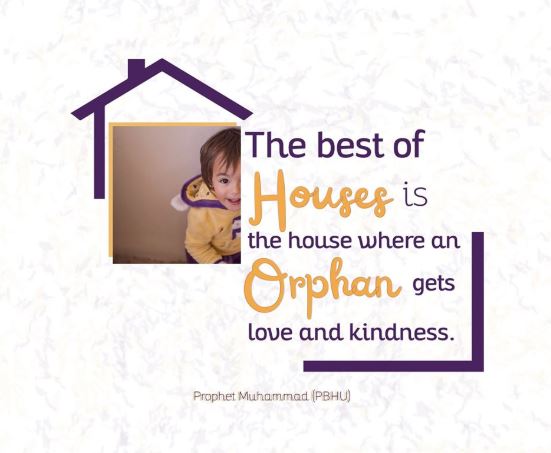 The best of
Houses is
the house where an
Orphan gets
love and kindness.
Prophet Muhammad (PBHU)